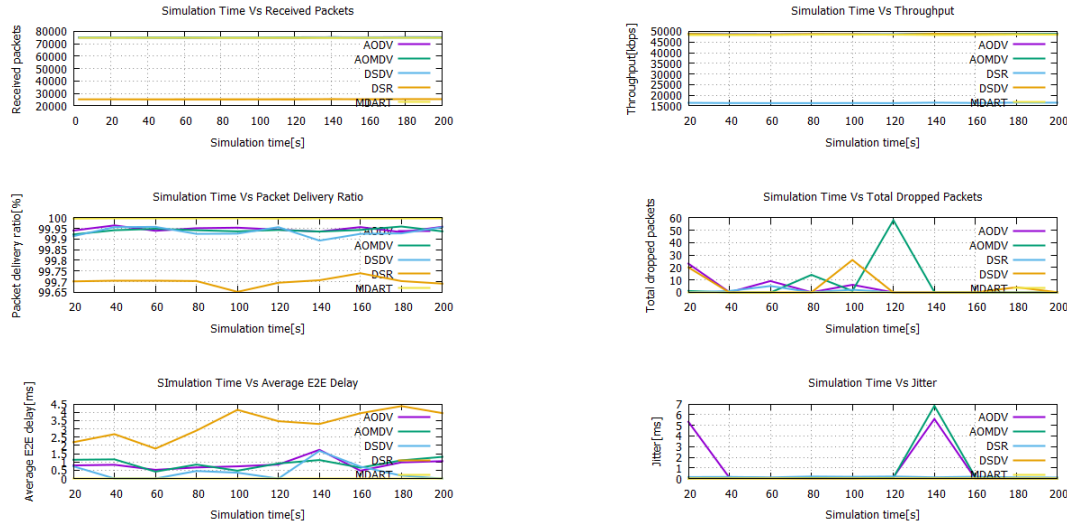 Simulation Time Vs Received Packets
Received packets
80000
70000
60000
50000
40000
30000
20000
AODV
AOMDV
DSDV
DSR
MDART
0 20 40 60 80 100 120 140 160 180 200
Simulation time[s]
Simulation Time Vs Throughput
Throughput[kbps]
50000
45000
40000
35000
30000
25000
20000
15000
AODV
AOMDV
DSR
DSDV
MDART
20 40 60 80 100 120 140 160 180 200
Simulation time[s]
Simulation Time Vs Packet Delivery Ratio
Packet delivery ratio[%]
100
99.95
99.9
99.85
99.8
99.75
99.7
99.65
AODV
AOMDV
DSDV
DSR
MDART
20 40 60 80 100 120 140 160 180 200
Simulation time[s]
Simulation Time Vs Total Dropped Packets
Total dropped packets
60
50
40
30
20
10
0
AODV
AOMDV
DSR
DSDV
MDART
20 40 60 80 100 120 140 160 180 200
Simulation time[s]
SImulation Time Vs Average E2E Delay
Average E2E delay[ms]
4.5
4
3.5
3
2.5
2
1.5
1
0.5
0
AODV
AOMDV
DSDV
DSR
MDART
20 40 60 80 100 120 140 160 180 200
Simulation time[s]
Simulation Time Vs Jitter
Jitter[ms]
7
6
5
4
3
2
1
0
AODV
AOMDV
DSR
DSDV
MDART
20 40 60 80 100 120 140 160 180 200
Simulation time[s]